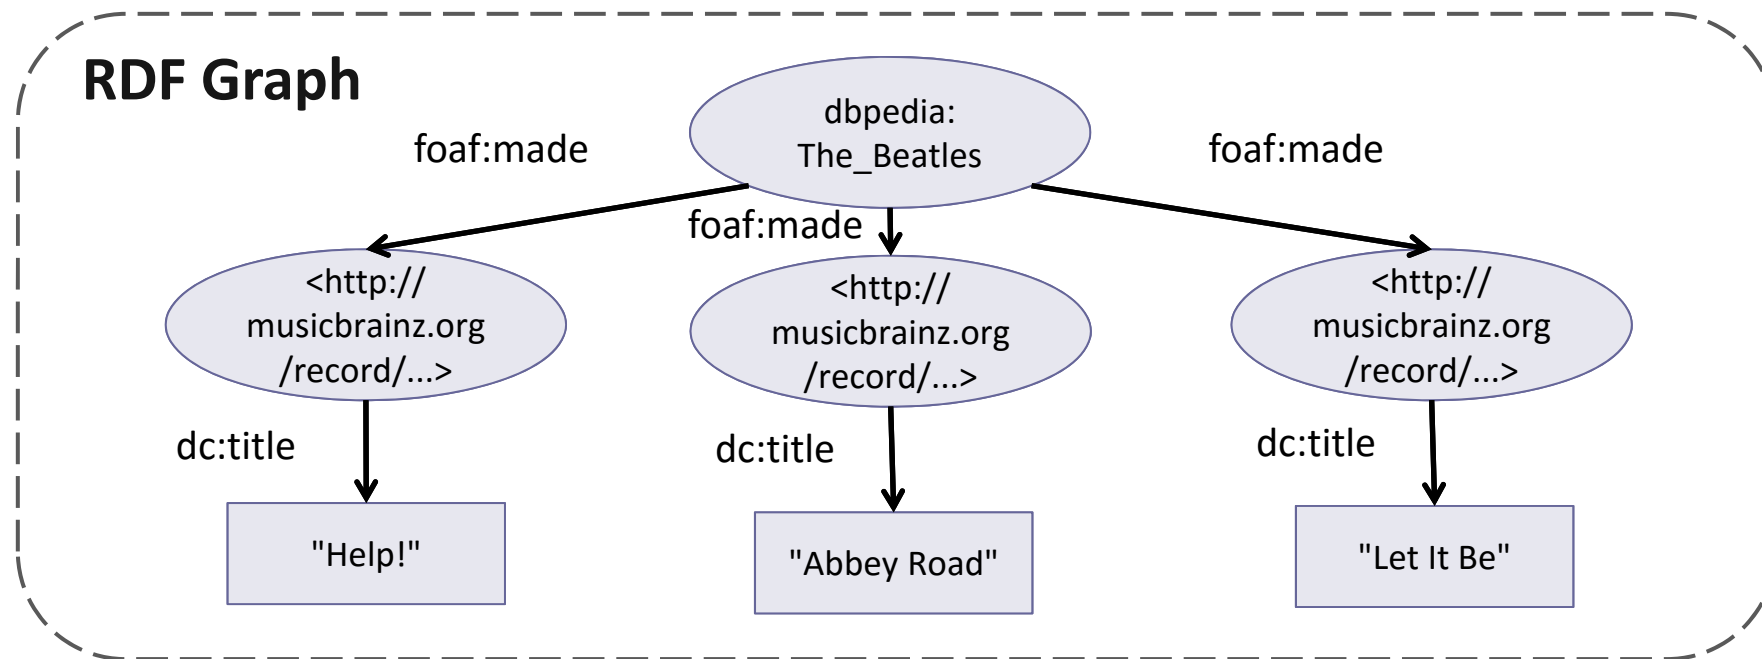 RDF Graph
dbpedia:
The_Beatles
foaf:made
foaf:made
foaf:made
<http://
musicbrainz.org
/record/...>
<http://
musicbrainz.org
/record/...>
<http://
musicbrainz.org
/record/...>
dc:title
dc:title
dc:title
"Help!"
"Abbey Road"
"Let It Be"